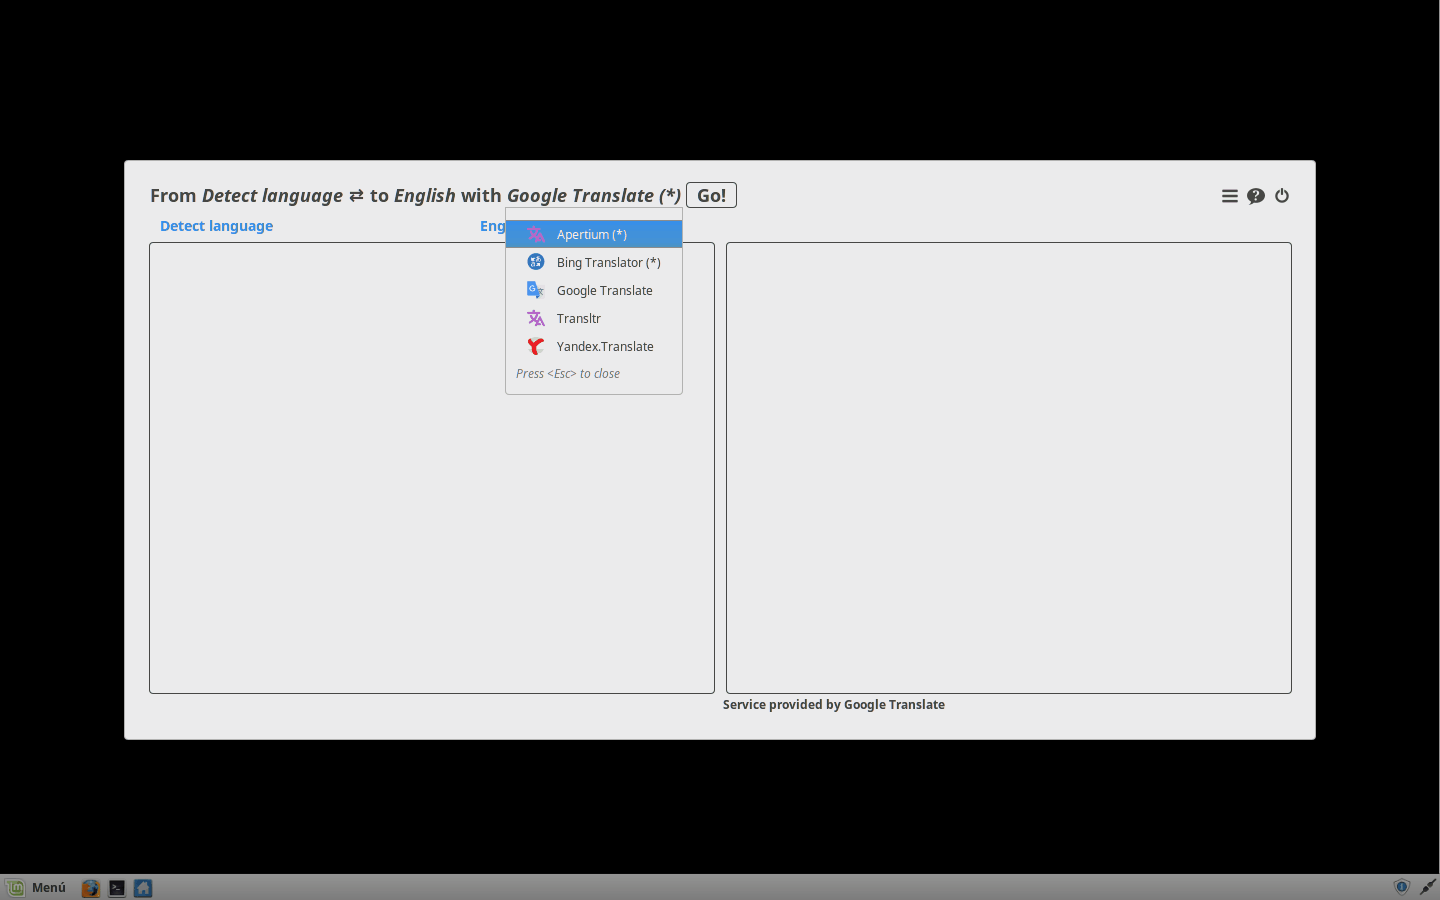 From Detect language ⇄ to English with Google Translate (*) Go!
Detect language
Eng
Apertium (*)
Bing Translator (*)
Google Translate
Transltr
Yandex.Translate
Press <Esc> to close
Service provided by Google Translate
Menú